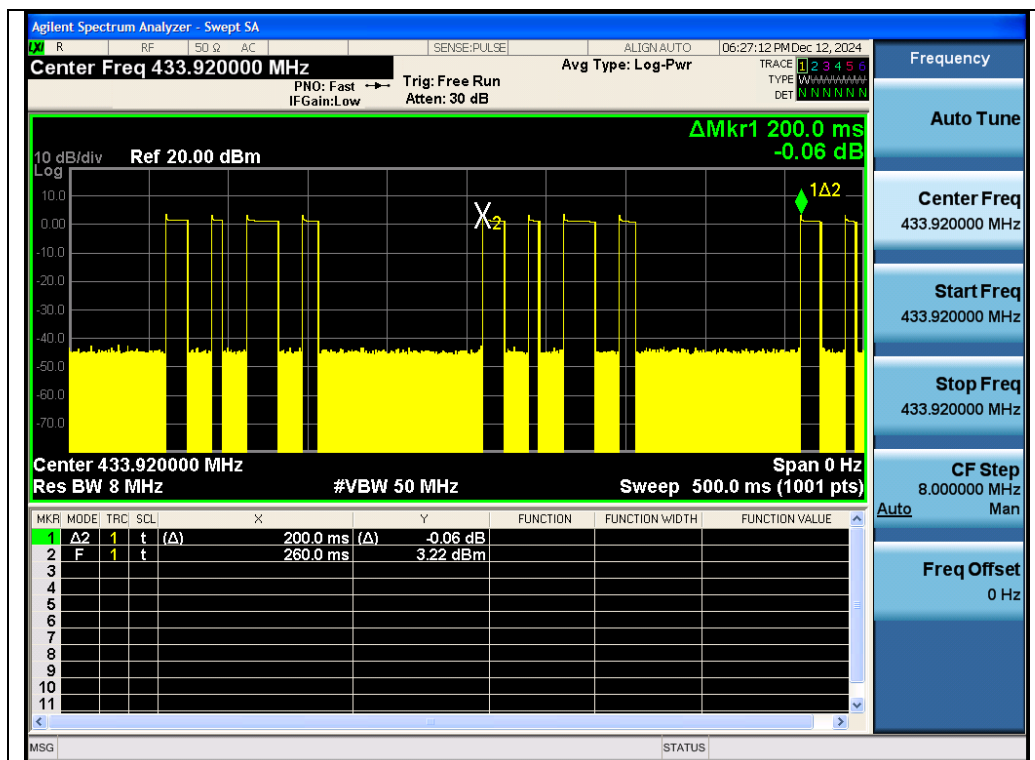 Agilent Spectrum Analyzer - Swept SA
LXI R RF 50 Ω AC SENSE:PULSE ALIGN AUTO 06:27:12 PM Dec 12, 2024
Center Freq 433.920000 MHz
PNO: Fast
IFGain:Low
Trig: Free Run
Atten: 30 dB
Avg Type: Log-Pwr
TRACE 1 2 3 4 5 6
TYPE
DET N N N N N N
ΔMkr1 200.0 ms
-0.06 dB
10 dB/div Ref 20.00 dBm
Log
10.0
0.00
-10.0
-20.0
-30.0
-40.0
-50.0
-60.0
-70.0
X2
1Δ2
Center 433.920000 MHz Span 0 Hz
Res BW 8 MHz #VBW 50 MHz Sweep 500.0 ms (1001 pts)
MKR MODE TRC SCL X Y FUNCTION FUNCTION WIDTH FUNCTION VALUE
1 Δ2 1 t (Δ) 200.0 ms (Δ) -0.06 dB
2 F 1 t 260.0 ms 3.22 dBm
3
4
5
6
7
8
9
10
11
MSG STATUS
Frequency
Auto Tune
Center Freq
433.920000 MHz
Start Freq
433.920000 MHz
Stop Freq
433.920000 MHz
CF Step
8.000000 MHz
Auto Man
Freq Offset
0 Hz